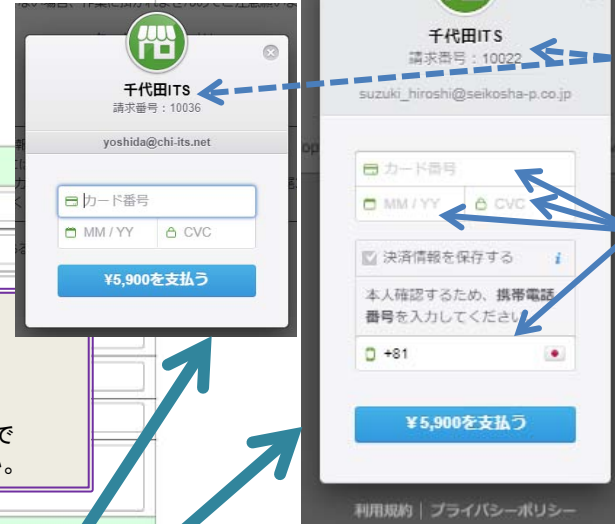 千代田ITS
請求番号：10036
yoshida@chi-its.net
カード番号
MM / YY
CVC
¥5,900を支払う
で
い。
千代田ITS
請求番号：10022
suzuki_hiroshi@seikosha-p.co.jp
カード番号
MM / YY
CVC
決済情報を保存する
本人確認するため、携帯電話
番号を入力してください
+81
¥5,900を支払う
利用規約 | プライバシーポリシー